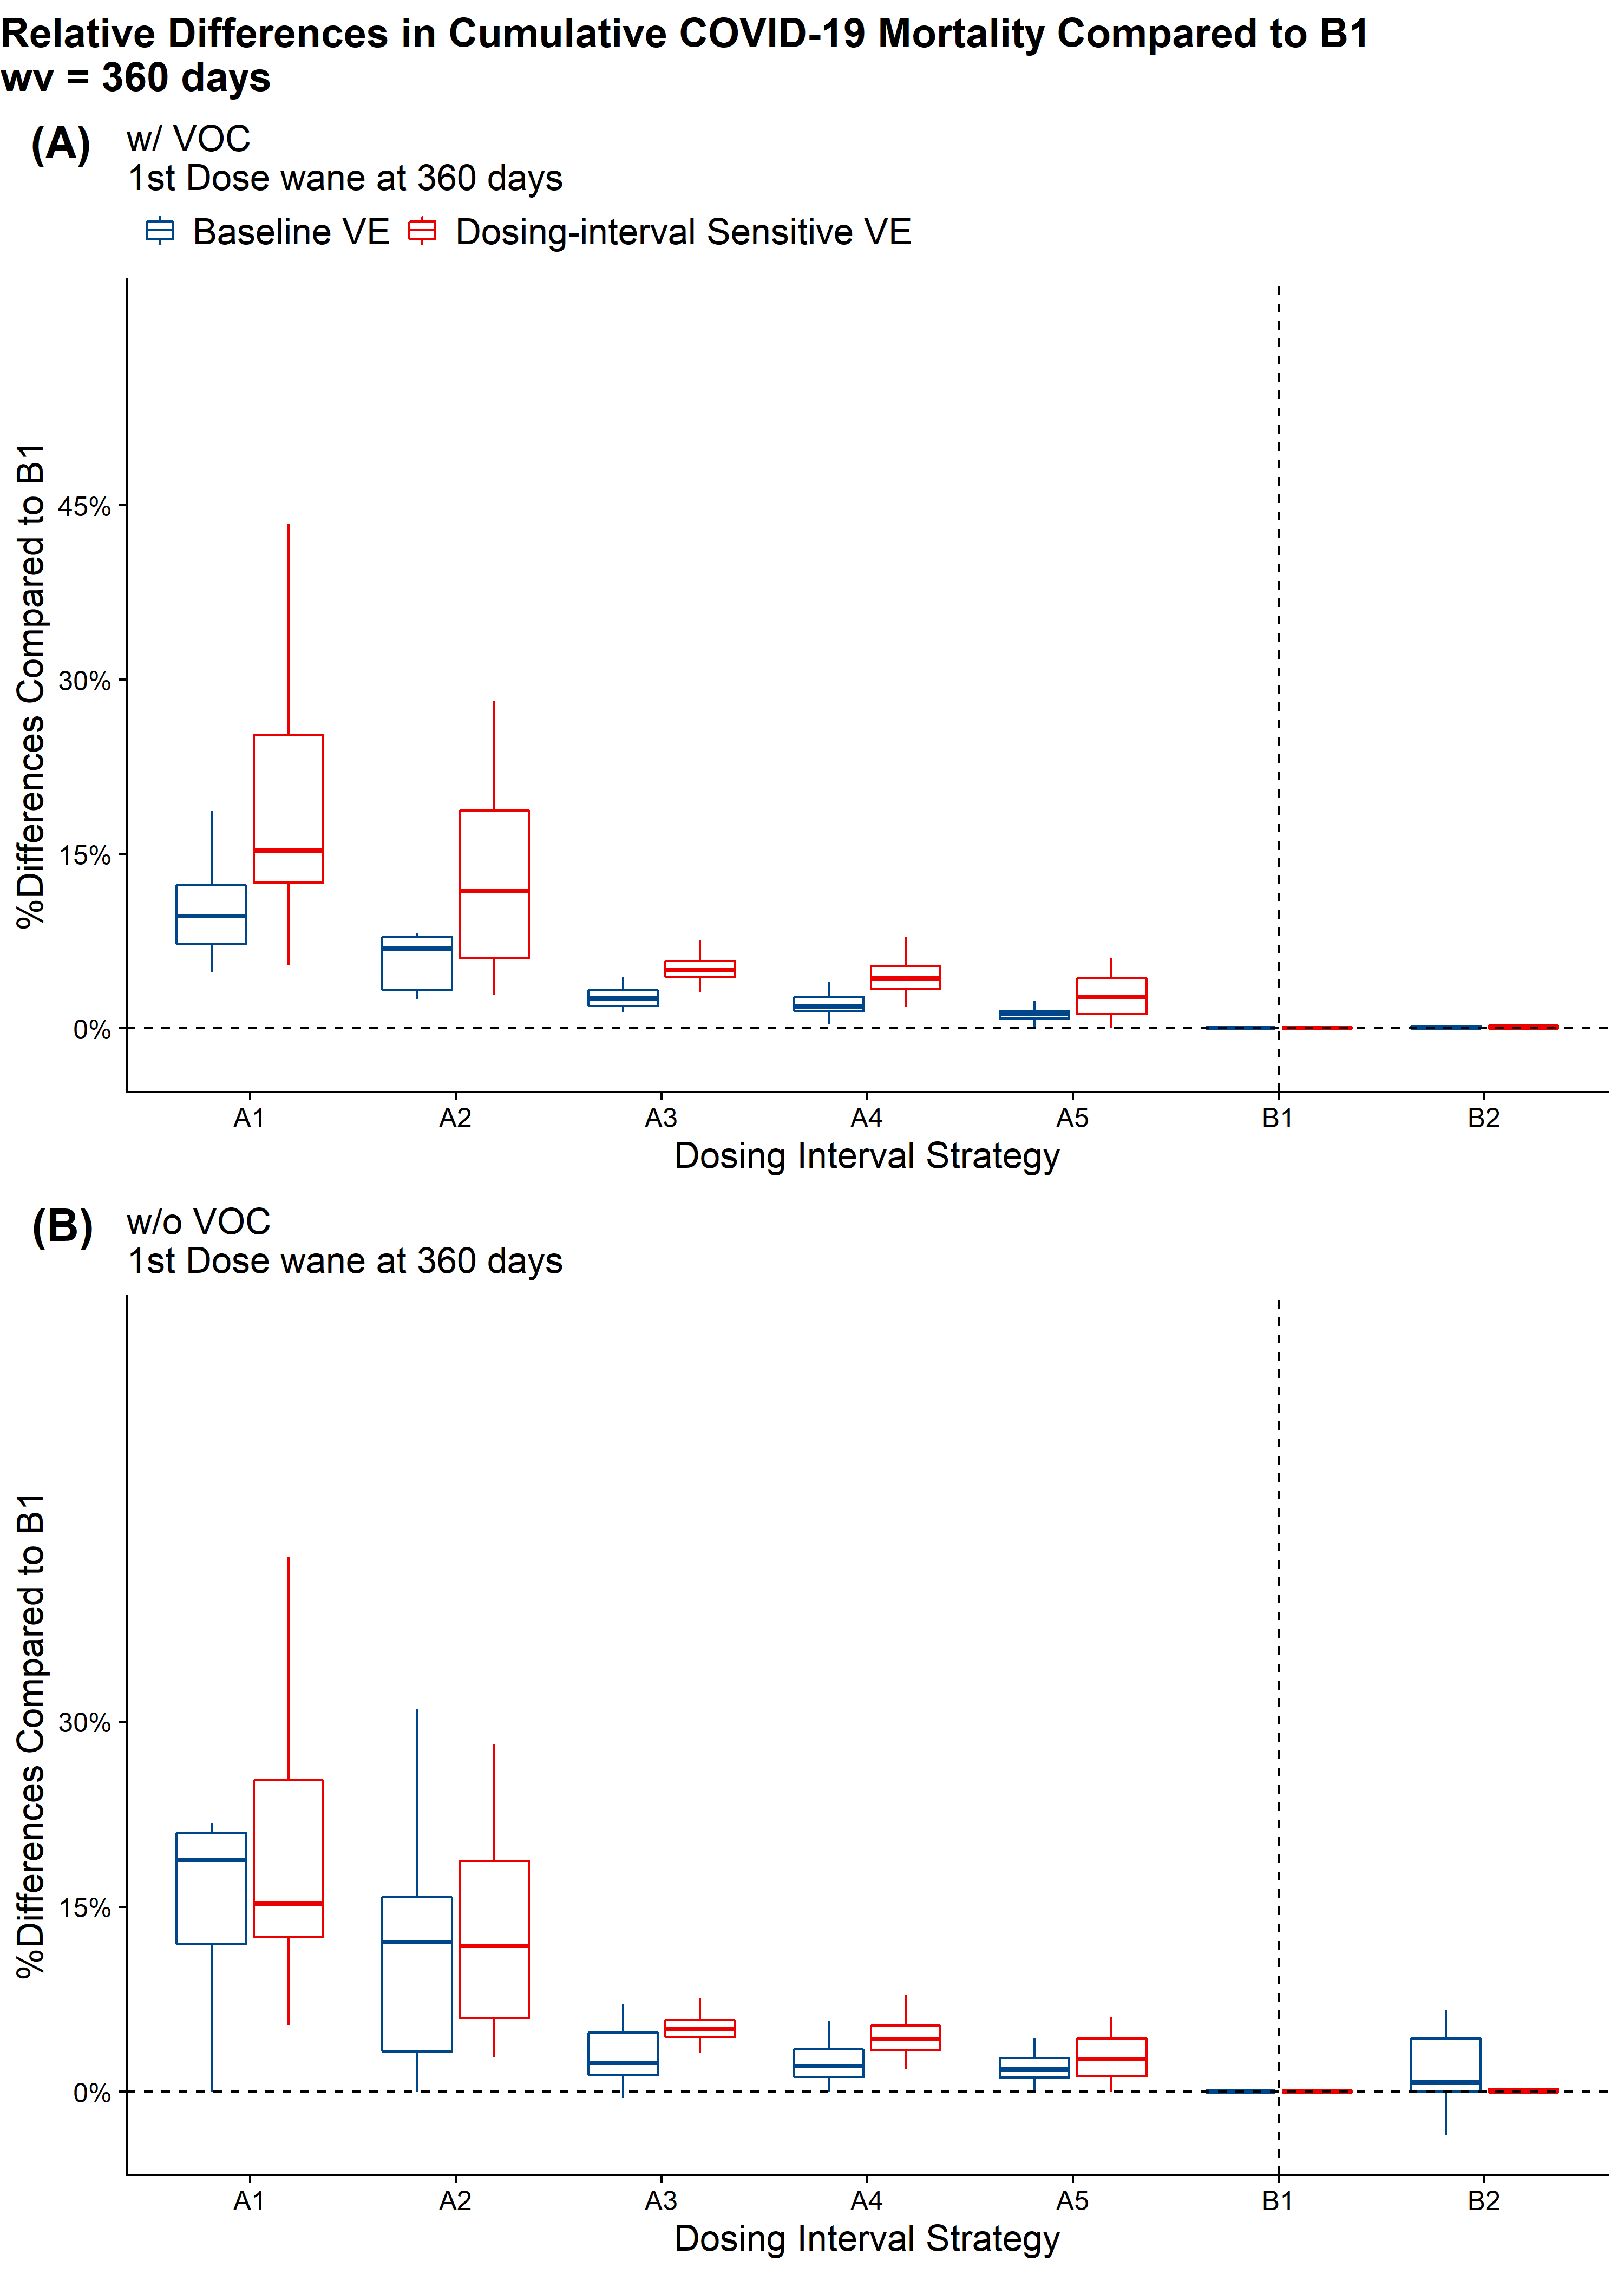 Relative Differences in Cumulative COVID-19 Mortality Compared to B1
wv = 360 days
(A)
w/ VOC
1st Dose wane at 360 days
Baseline VE
Dosing-interval Sensitive VE
%Differences Compared to B1
45%
30%
15%
0%
A1
A2
A3
A4
A5
B1
B2
Dosing Interval Strategy
(B)
w/o VOC
1st Dose wane at 360 days
%Differences Compared to B1
30%
15%
0%
A1
A2
A3
A4
A5
B1
B2
Dosing Interval Strategy